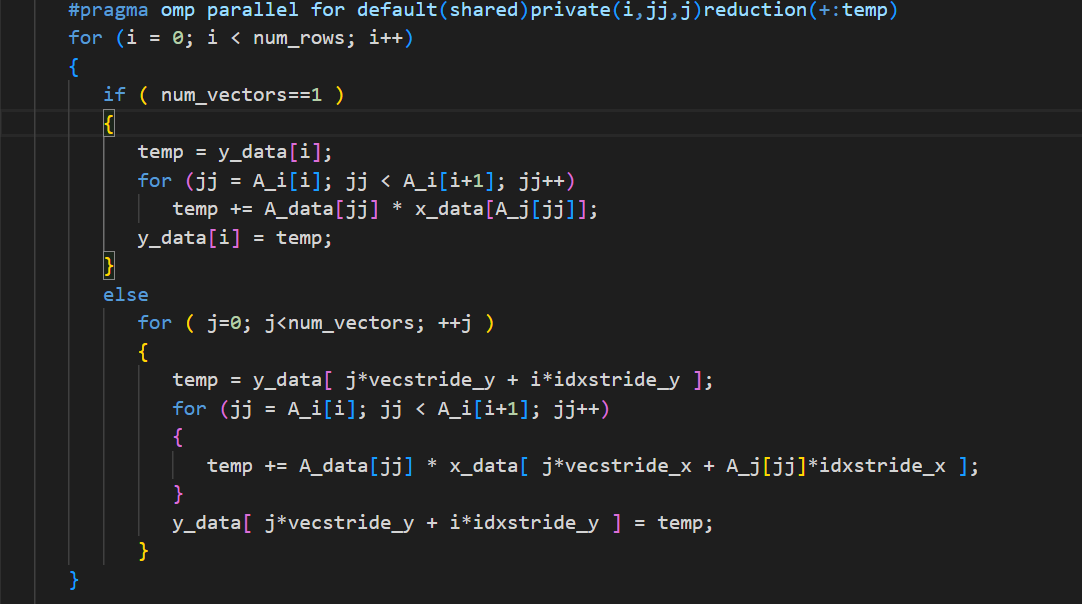 #pragma omp parallel for default(shared)private(i,jj,j)reduction(+:temp)
for (i = 0; i < num_rows; i++)
{
if ( num_vectors==1 )
{
temp = y_data[i];
for (jj = A_i[i]; jj < A_i[i+1]; jj++)
temp += A_data[jj] * x_data[A_j[jj]];
y_data[i] = temp;
}
else
for ( j=0; j<num_vectors; ++j )
{
temp = y_data[ j*vecstride_y + i*idxstride_y ];
for (jj = A_i[i]; jj < A_i[i+1]; jj++)
{
temp += A_data[jj] * x_data[ j*vecstride_x + A_j[jj]*idxstride_x ];
}
y_data[ j*vecstride_y + i*idxstride_y ] = temp;
}
}